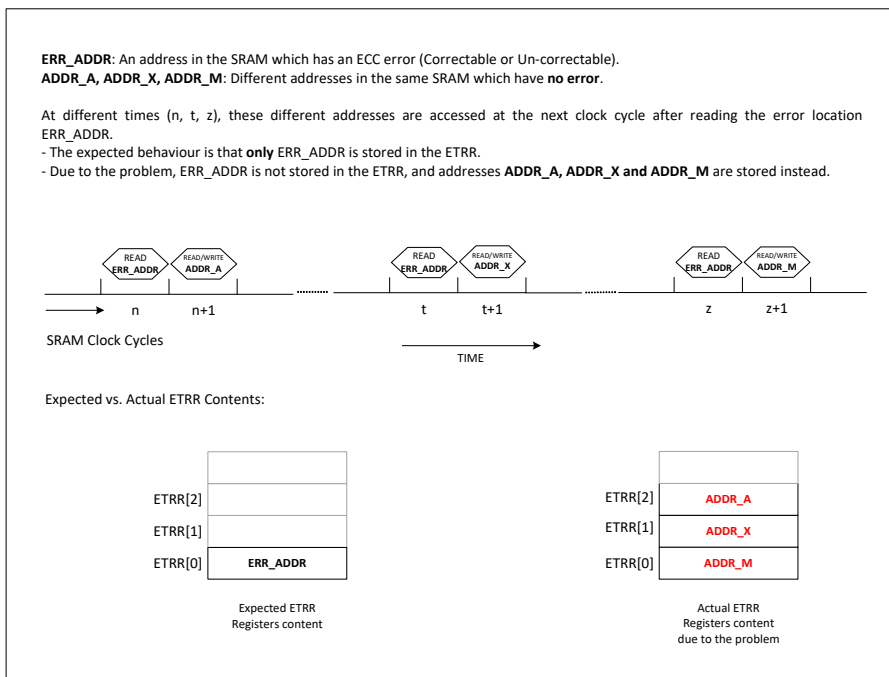 ERR_ADDR: An address in the SRAM which has an ECC error (Correctable or Un-correctable).
ADDR_A, ADDR_X, ADDR_M: Different addresses in the same SRAM which have no error.
At different times (n, t, z), these different addresses are accessed at the next clock cycle after reading the error location
ERR_ADDR.
- The expected behaviour is that only ERR_ADDR is stored in the ETRR.
- Due to the problem, ERR_ADDR is not stored in the ETRR, and addresses ADDR_A, ADDR_X and ADDR_M are stored instead.
READ READ/WRITE READ READ/WRITE READ READ/WRITE
ERR_ADDR ADDR_A ERR_ADDR ADDR_X ERR_ADDR ADDR_M
n n+1 t t+1 z z+1
SRAM Clock Cycles
TIME
Expected vs. Actual ETRR Contents:
ETRR[2] ETRR[2] ADDR_A
ETRR[1] ETRR[1] ADDR_X
ETRR[0] ERR_ADDR ETRR[0] ADDR_M
Expected ETRR Actual ETRR
Registers content Registers content
due to the problem